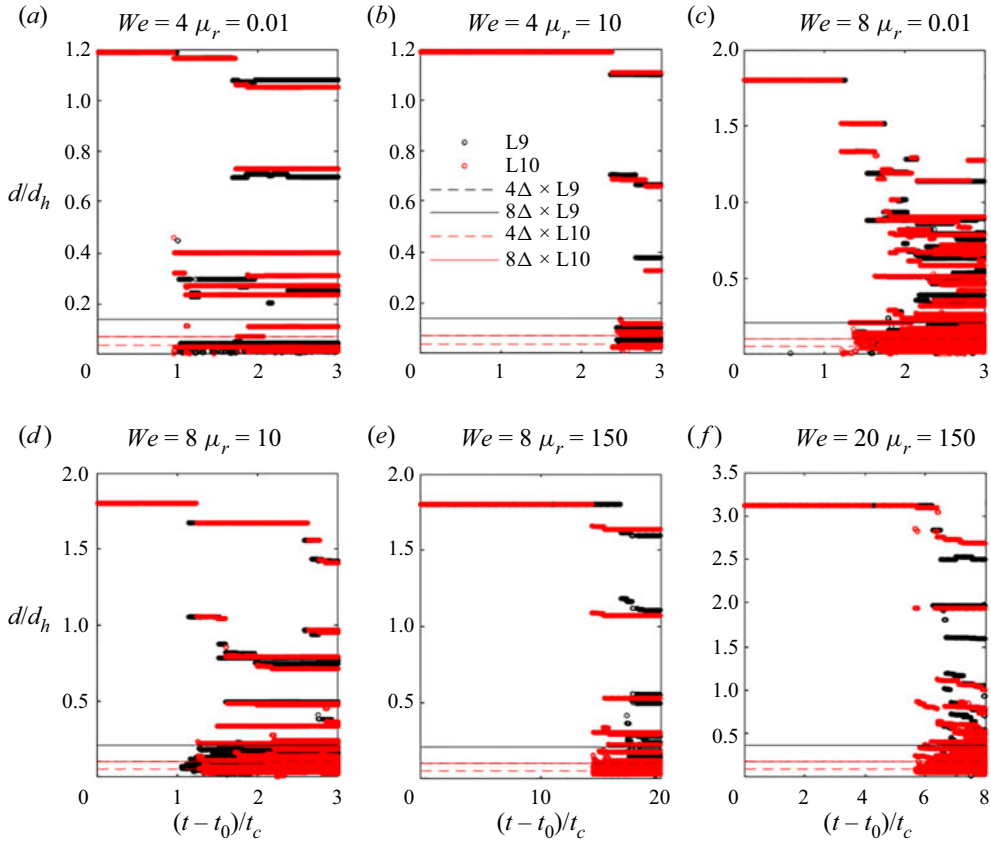 (a) We = 4 μr = 0.01
(b) We = 4 μr = 10
(c) We = 8 μr = 0.01
1.2
1.0
0.8
0.6
0.4
0.2
d/dh
0 1 2 3
1.2
1.0
0.8
0.6
0.4
0.2
L9
L10
4Δ × L9
8Δ × L9
4Δ × L10
8Δ × L10
0 1 2 3
2.0
1.5
1.0
0.5
0 1 2 3
(d) We = 8 μr = 10
(e) We = 8 μr = 150
(f) We = 20 μr = 150
2.0
1.5
1.0
0.5
d/dh
0 1 2 3
(t – t0)/tc
2.0
1.5
1.0
0.5
0 10 20
(t – t0)/tc
3.5
3.0
2.5
2.0
1.5
1.0
0.5
0 2 4 6 8
(t – t0)/tc